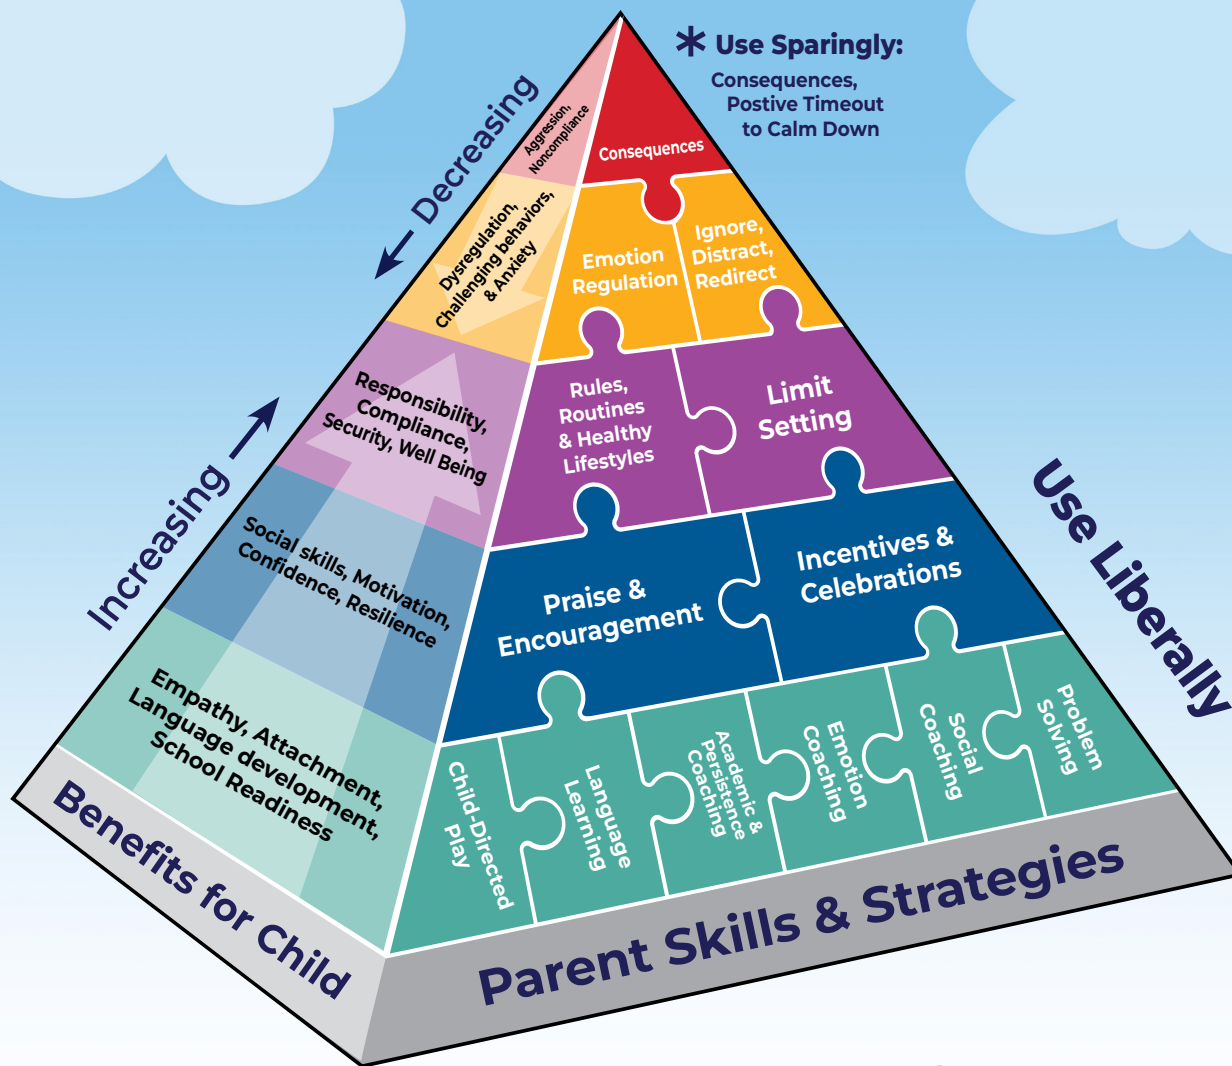 * Use Sparingly:
Consequences,
Postive Timeout
to Calm Down
Decreasing
Increasing
Use Liberally
Aggression,
Noncompliance
Dysregulation,
Challenging behaviors,
& Anxiety
Responsibility,
Compliance,
Security, Well Being
Social skills, Motivation,
Confidence, Resilience
Empathy, Attachment,
Language development,
School Readiness
Benefits for Child
Consequences
Emotion
Regulation
Ignore,
Distract,
Redirect
Rules,
Routines
& Healthy
Lifestyles
Limit
Setting
Praise &
Encouragement
Incentives &
Celebrations
Child-Directed
Play
Language
Learning
Academic &
Persistence
Coaching
Emotion
Coaching
Social
Coaching
Problem
Solving
Parent Skills & Strategies